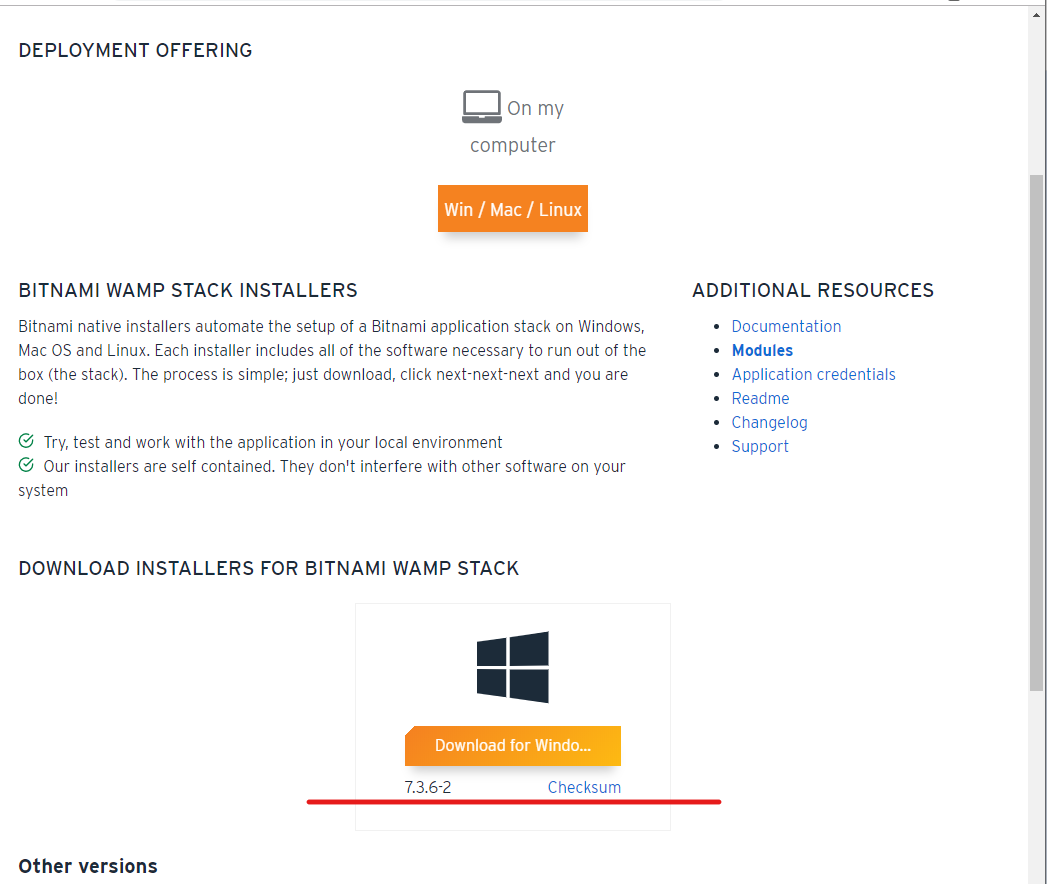 DEPLOYMENT OFFERING
On my
computer
Win / Mac / Linux
BITNAMI WAMP STACK INSTALLERS
Bitnami native installers automate the setup of a Bitnami application stack on Windows,
Mac OS and Linux. Each installer includes all of the software necessary to run out of the
box (the stack). The process is simple; just download, click next-next-next and you are
done!
Try, test and work with the application in your local environment
Our installers are self contained. They don't interfere with other software on your
system
ADDITIONAL RESOURCES
Documentation
Modules
Application credentials
Readme
Changelog
Support
DOWNLOAD INSTALLERS FOR BITNAMI WAMP STACK
Download for Windo...
7.3.6-2 Checksum
Other versions